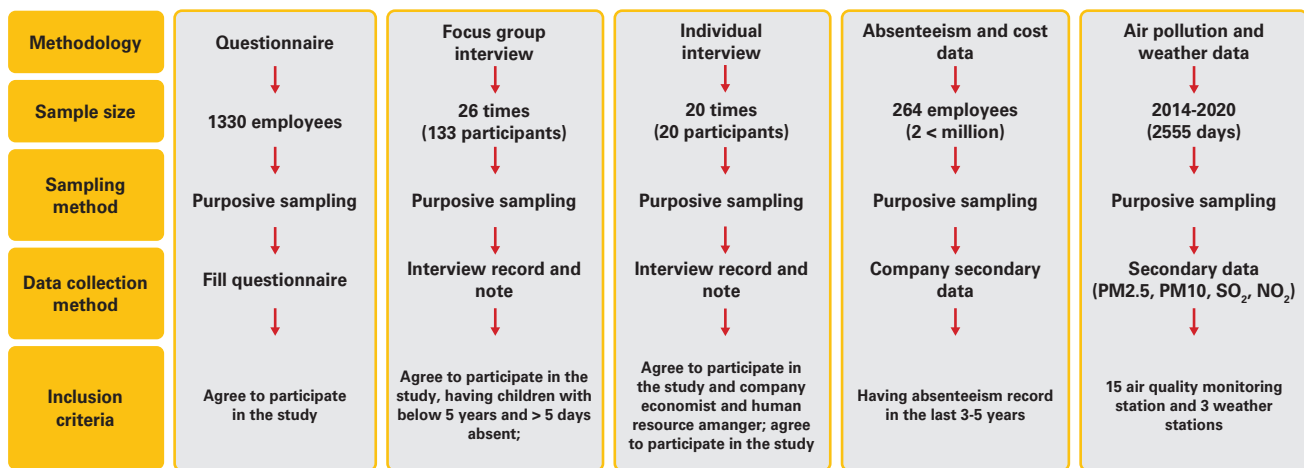 Methodology
Questionnaire
Focus group
interview
Individual
interview
Absenteeism and cost
data
Air pollution and
weather data
Sample size
1330 employees
26 times
(133 participants)
20 times
(20 participants)
264 employees
(2 < million)
2014-2020
(2555 days)
Sampling
method
Purposive sampling
Purposive sampling
Purposive sampling
Purposive sampling
Purposive sampling
Data collection
method
Fill questionnaire
Interview record and
note
Interview record and
note
Company secondary
data
Secondary data
(PM2.5, PM10, SO₂, NO₂)
Inclusion
criteria
Agree to participate
in the study
Agree to participate in the
study, having children with
below 5 years and > 5 days
absent;
Agree to participate in
the study and company
economist and human
resource amanger; agree
to participate in the study
Having absenteeism record
in the last 3-5 years
15 air quality monitoring
station and 3 weather
stations